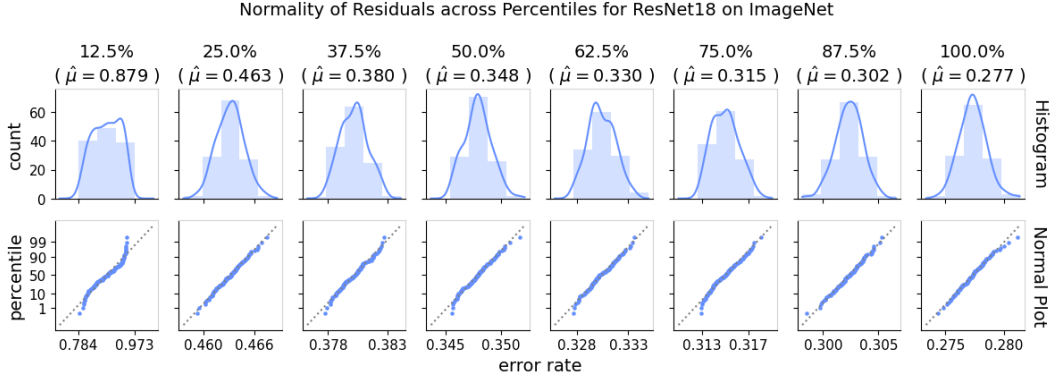 Normality of Residuals across Percentiles for ResNet18 on ImageNet
12.5% 25.0% 37.5% 50.0% 62.5% 75.0% 87.5% 100.0%
( μ̂ = 0.879 ) ( μ̂ = 0.463 ) ( μ̂ = 0.380 ) ( μ̂ = 0.348 ) ( μ̂ = 0.330 ) ( μ̂ = 0.315 ) ( μ̂ = 0.302 ) ( μ̂ = 0.277 )
60
40
20
0
count
Histogram
99
90
50
10
1
percentile
Normal Plot
0.784 0.973 0.460 0.466 0.378 0.383 0.345 0.350 0.328 0.333 0.313 0.317 0.300 0.305 0.275 0.280
error rate